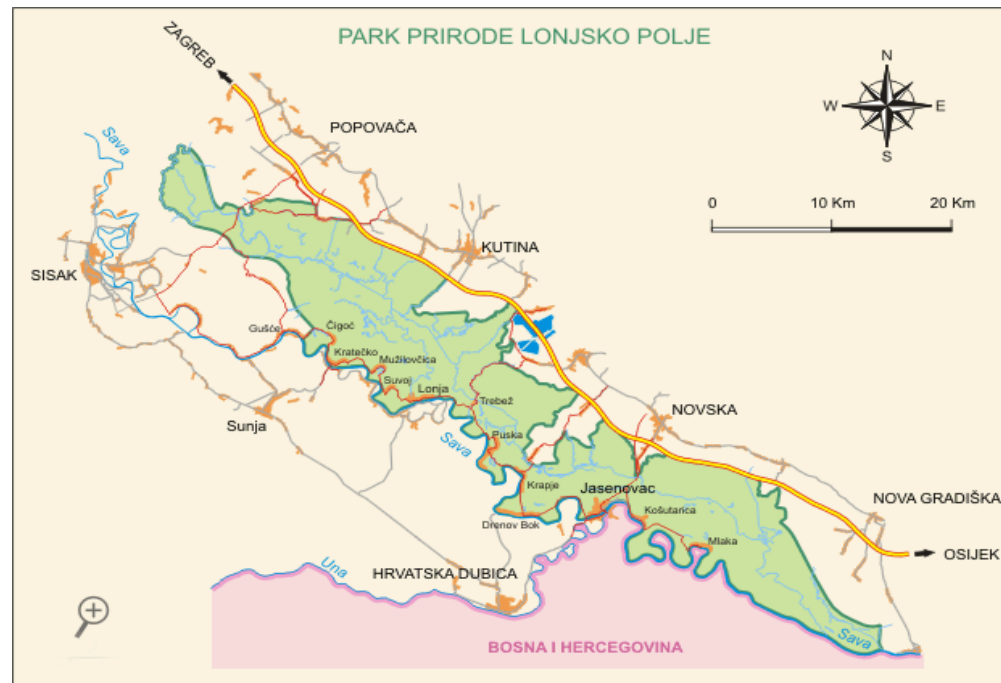 PARK PRIRODE LONJSKO POLJE
ZAGREB
N
W
E
S
Sava
POPOVAČA
0
10 Km
20 Km
KUTINA
SISAK
Gušće
Čigoč
Kratečko
Mužilovčica
Suvoj
Lonja
Trebež
Sunja
Sava
Puska
NOVSKA
Krapje
Jasenovac
Košutarica
Drenov Bok
Mlaka
NOVA GRADIŠKA
OSIJEK
Una
HRVATSKA DUBICA
Sava
BOSNA I HERCEGOVINA